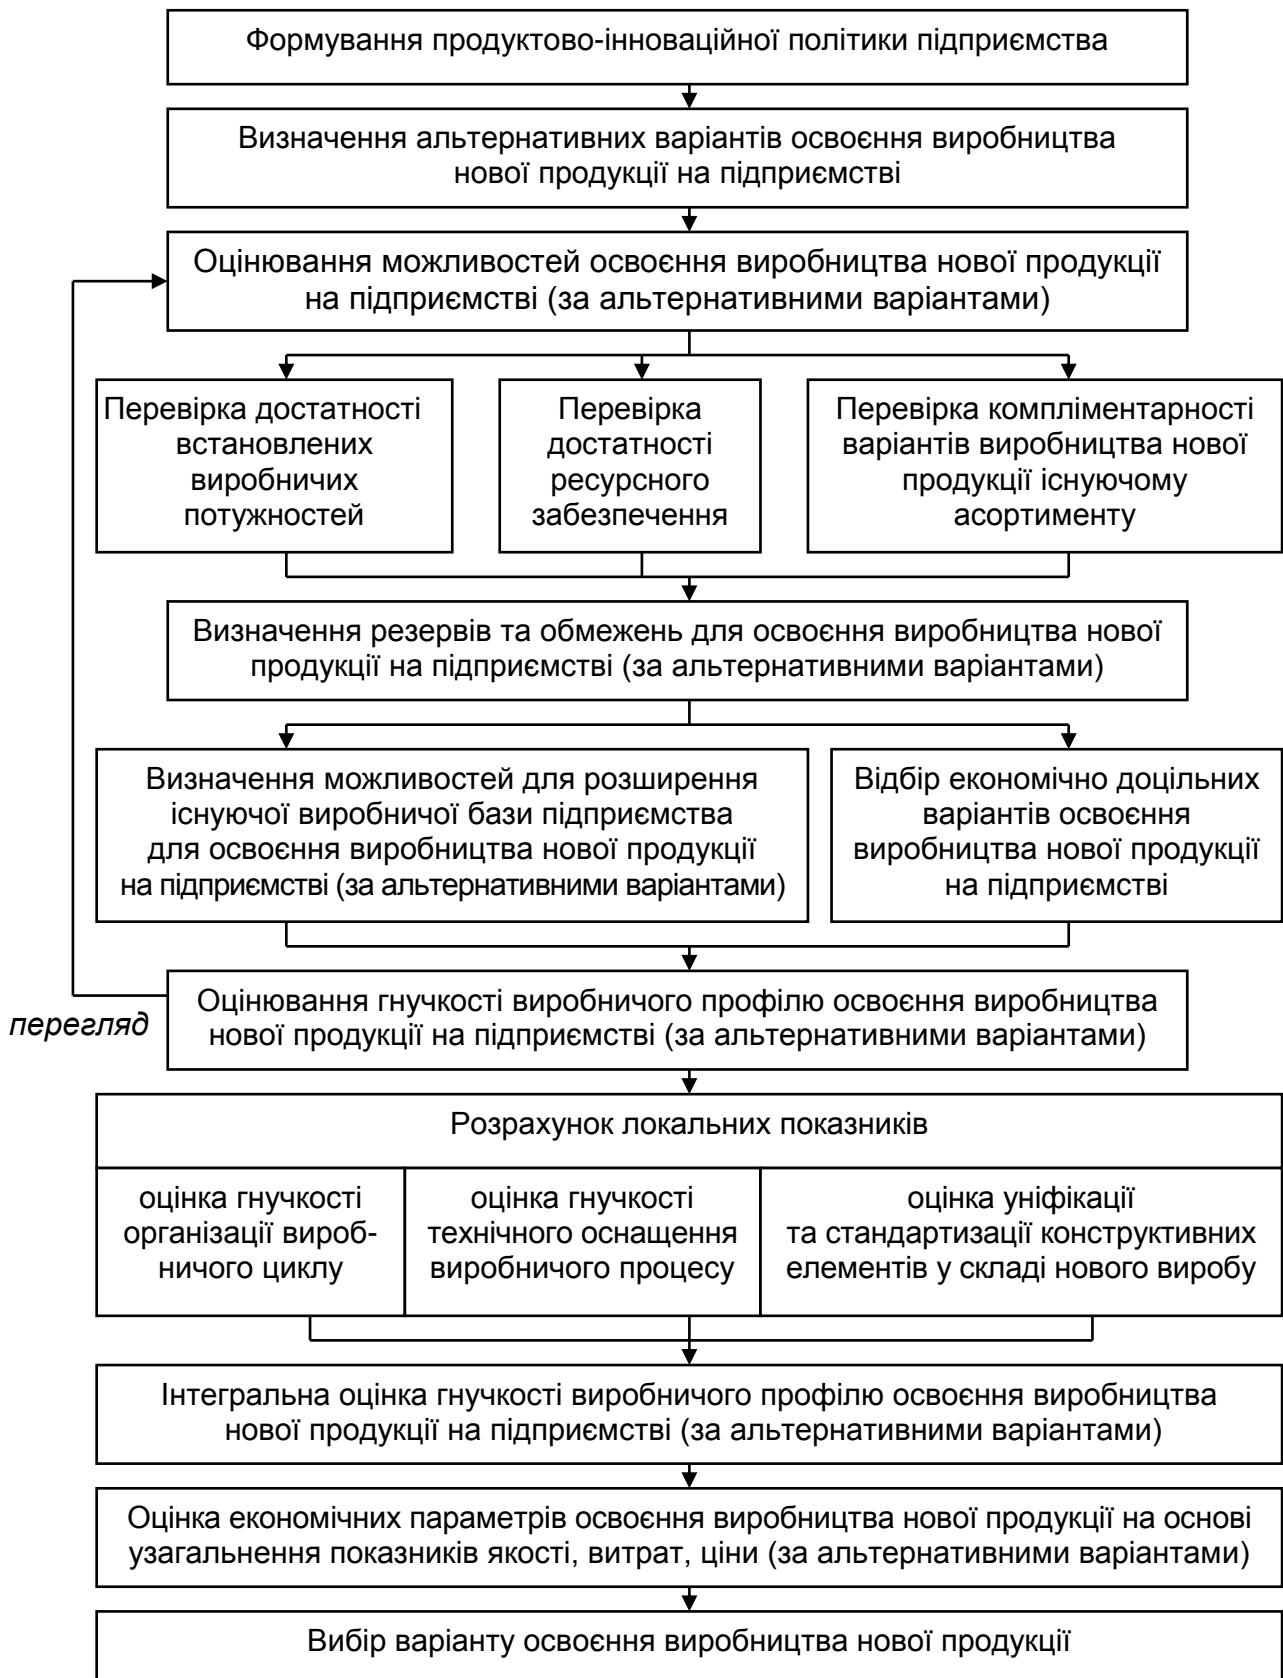 Формування продуктово-інноваційної політики підприємства
Визначення альтернативних варіантів освоєння виробництва
нової продукції на підприємстві
Оцінювання можливостей освоєння виробництва нової продукції
на підприємстві (за альтернативними варіантами)
Перевірка достатності
встановлених
виробничих
потужностей
Перевірка
достатності
ресурсного
забезпечення
Перевірка компліментарності
варіантів виробництва нової
продукції існуючому
асортименту
Визначення резервів та обмежень для освоєння виробництва нової
продукції на підприємстві (за альтернативними варіантами)
Визначення можливостей для розширення
існуючої виробничої бази підприємства
для освоєння виробництва нової продукції
на підприємстві (за альтернативними варіантами)
Відбір економічно доцільних
варіантів освоєння
виробництва нової продукції
на підприємстві
перегляд
Оцінювання гнучкості виробничого профілю освоєння виробництва
нової продукції на підприємстві (за альтернативними варіантами)
Розрахунок локальних показників
оцінка гнучкості
організації вироб-
ничого циклу
оцінка гнучкості
технічного оснащення
виробничого процесу
оцінка уніфікації
та стандартизації конструктивних
елементів у складі нового виробу
Інтегральна оцінка гнучкості виробничого профілю освоєння виробництва
нової продукції на підприємстві (за альтернативними варіантами)
Оцінка економічних параметрів освоєння виробництва нової продукції на основі
узагальнення показників якості, витрат, ціни (за альтернативними варіантами)
Вибір варіанту освоєння виробництва нової продукції